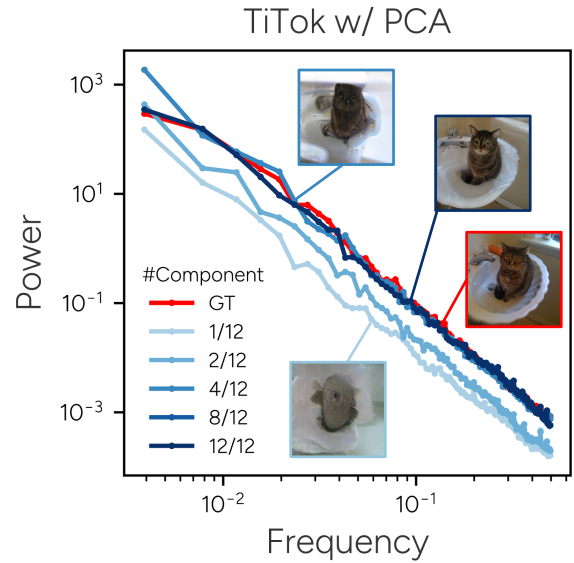 TiTok w/ PCA
Power
10³
10¹
10⁻¹
10⁻³
#Component
GT
1/12
2/12
4/12
8/12
12/12
10⁻²
10⁻¹
Frequency